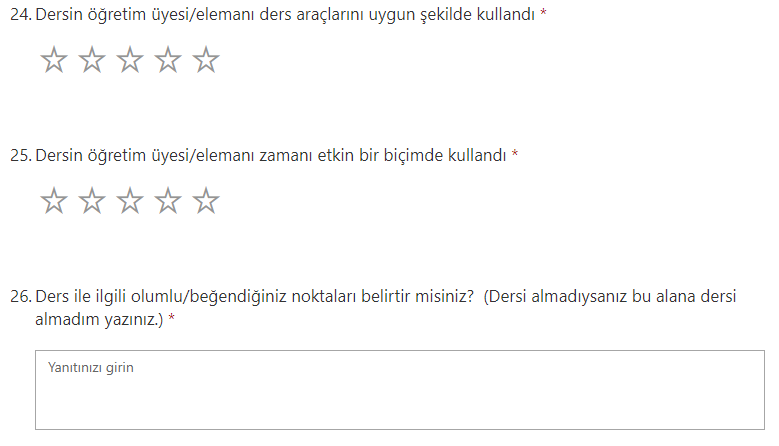 24. Dersin öğretim üyesi/elemanı ders araçlarını uygun şekilde kullandı *
25. Dersin öğretim üyesi/elemanı zamanı etkin bir biçimde kullandı *
26. Ders ile ilgili olumlu/beğendiğiniz noktaları belirtir misiniz?  (Dersi almadıysanız bu alana dersi
almadım yazınız.) *
Yanıtınızı girin